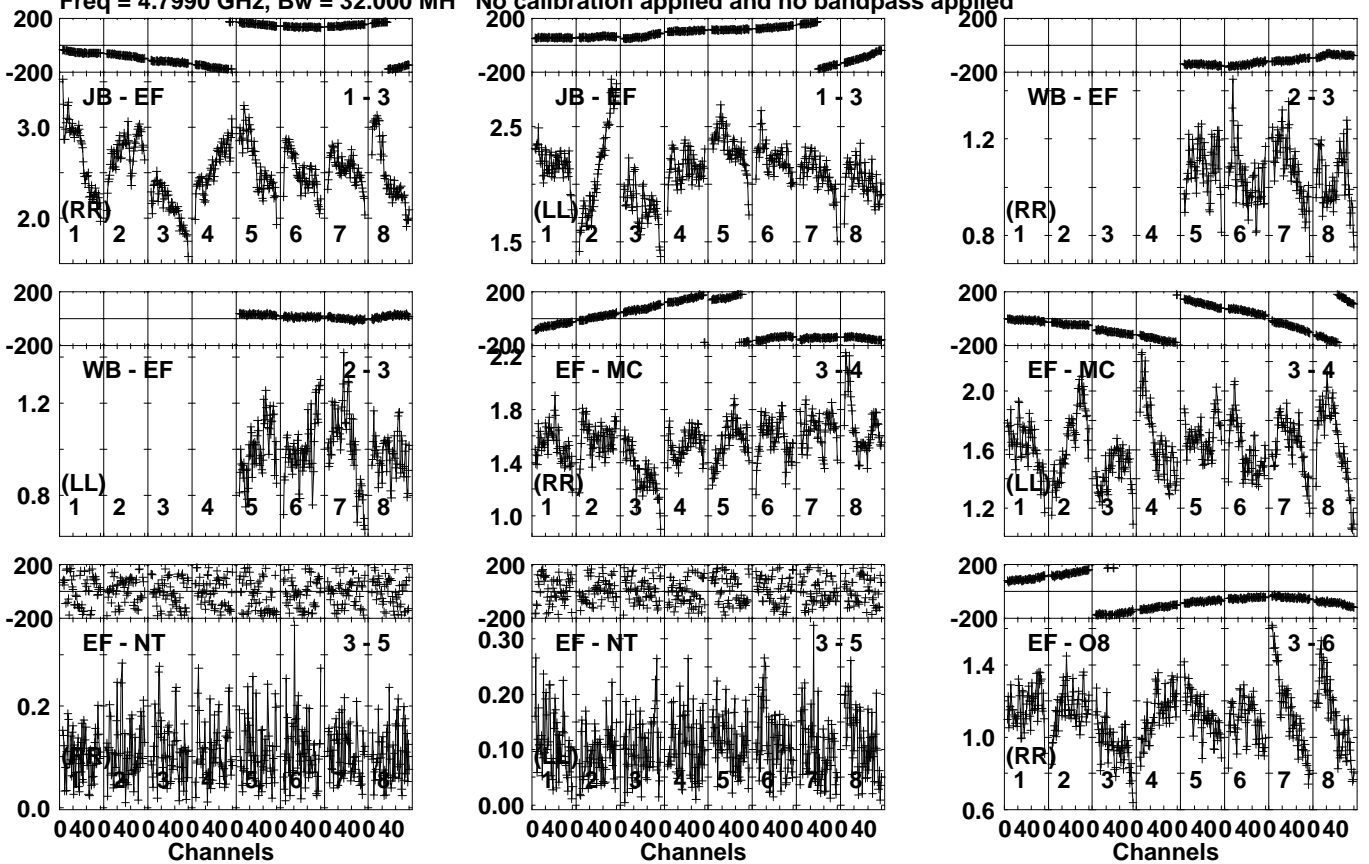 Freq = 4.7990 GHz, Bw = 32.000 MH No calibration applied and no bandpass applied
200
-200
JB - EF 1 - 3
3.0
2.0
(RR)
1 2 3 4 5 6 7 8
JB - EF 1 - 3
2.5
1.5
(LL)
1 2 3 4 5 6 7 8
200
-200
WB - EF 2 - 3
1.2
0.8
(RR)
1 2 3 4 5 6 7 8
200
-200
WB - EF 2 - 3
1.2
0.8
(LL)
1 2 3 4 5 6 7 8
200
-200
2.2
EF - MC 3 - 4
1.8
1.4
1.0
(RR)
1 2 3 4 5 6 7 8
200
-200
EF - MC 3 - 4
2.0
1.6
1.2
(LL)
1 2 3 4 5 6 7 8
200
-200
EF - NT 3 - 5
0.2
0.0
(RR)
1 2 3 4 5 6 7 8
0 40 0 40 0 40 0 40 0 40 0 40 0 40 0 40
Channels
200
-200
0.30
EF - NT 3 - 5
0.20
0.10
0.00
(LL)
1 2 3 4 5 6 7 8
0 40 0 40 0 40 0 40 0 40 0 40 0 40 0 40
Channels
200
-200
EF - O8 3 - 6
1.4
1.0
0.6
(RR)
1 2 3 4 5 6 7 8
0 40 0 40 0 40 0 40 0 40 0 40 0 40 0 40
Channels